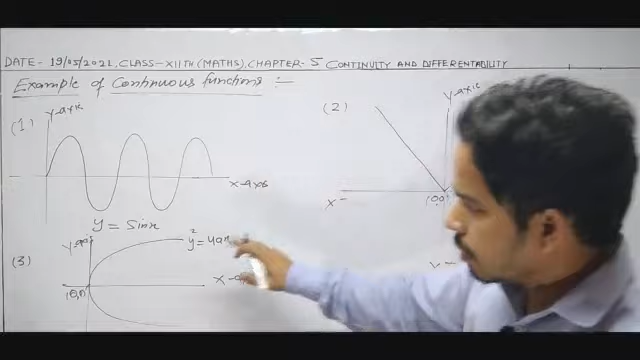 DATE- 19/05/2021, CLASS-XIITH (MATHS), CHAPTER- 5 CONTINUITY AND DIFFERENTIABILITY
Example of Continuous functions :-
(1)
Y-axis
X-axis
y = Sinx
(2)
Y-axis
(0,0)
X-
(3)
Y-axis
y² = 4ax
(0,0)